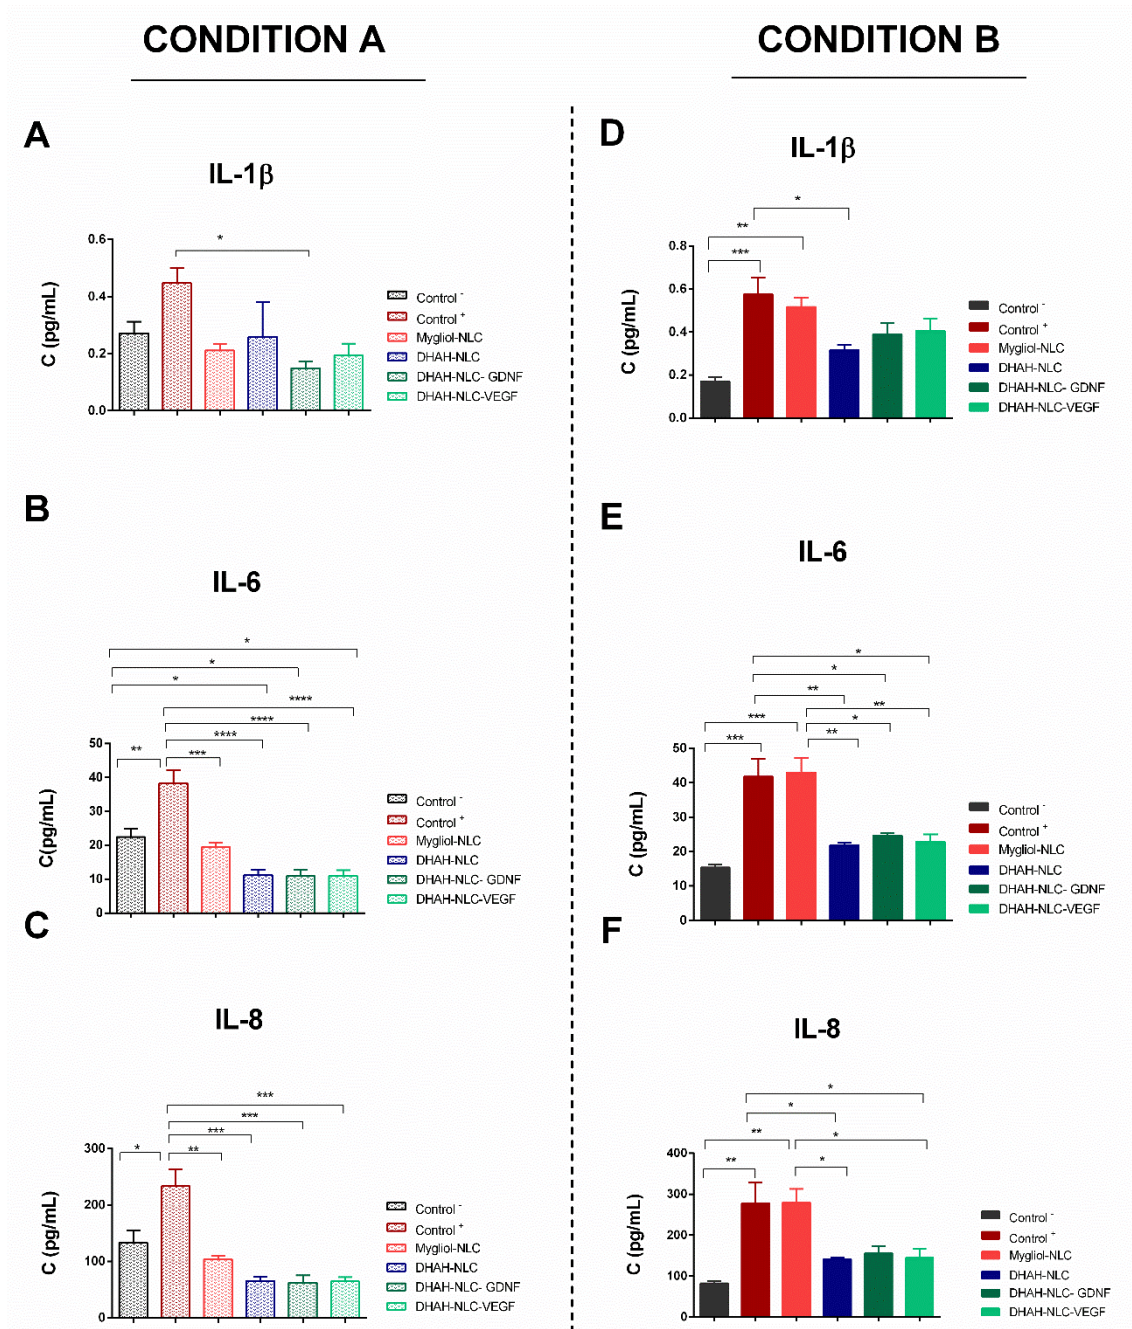 CONDITION A
CONDITION B
A
IL-1β
*
C (pg/mL)
0.6
0.4
0.2
0.0
Control -
Control +
Mygliol-NLC
DHAH-NLC
DHAH-NLC- GDNF
DHAH-NLC-VEGF
D
IL-1β
*
**
***
C (pg/mL)
0.8
0.6
0.4
0.2
0.0
Control -
Control +
Mygliol-NLC
DHAH-NLC
DHAH-NLC- GDNF
DHAH-NLC-VEGF
B
IL-6
*
*
*
****
****
****
**
***
C(pg/mL)
50
40
30
20
10
0
Control -
Control +
Mygliol-NLC
DHAH-NLC
DHAH-NLC- GDNF
DHAH-NLC-VEGF
E
IL-6
*
*
**
**
***
*
***
**
C (pg/mL)
50
40
30
20
10
0
Control -
Control +
Mygliol-NLC
DHAH-NLC
DHAH-NLC- GDNF
DHAH-NLC-VEGF
C
IL-8
***
***
***
*
**
C (pg/mL)
300
200
100
0
Control -
Control +
Mygliol-NLC
DHAH-NLC
DHAH-NLC- GDNF
DHAH-NLC-VEGF
F
IL-8
*
*
**
*
**
*
C (pg/mL)
400
300
200
100
0
Control -
Control +
Mygliol-NLC
DHAH-NLC
DHAH-NLC- GDNF
DHAH-NLC-VEGF